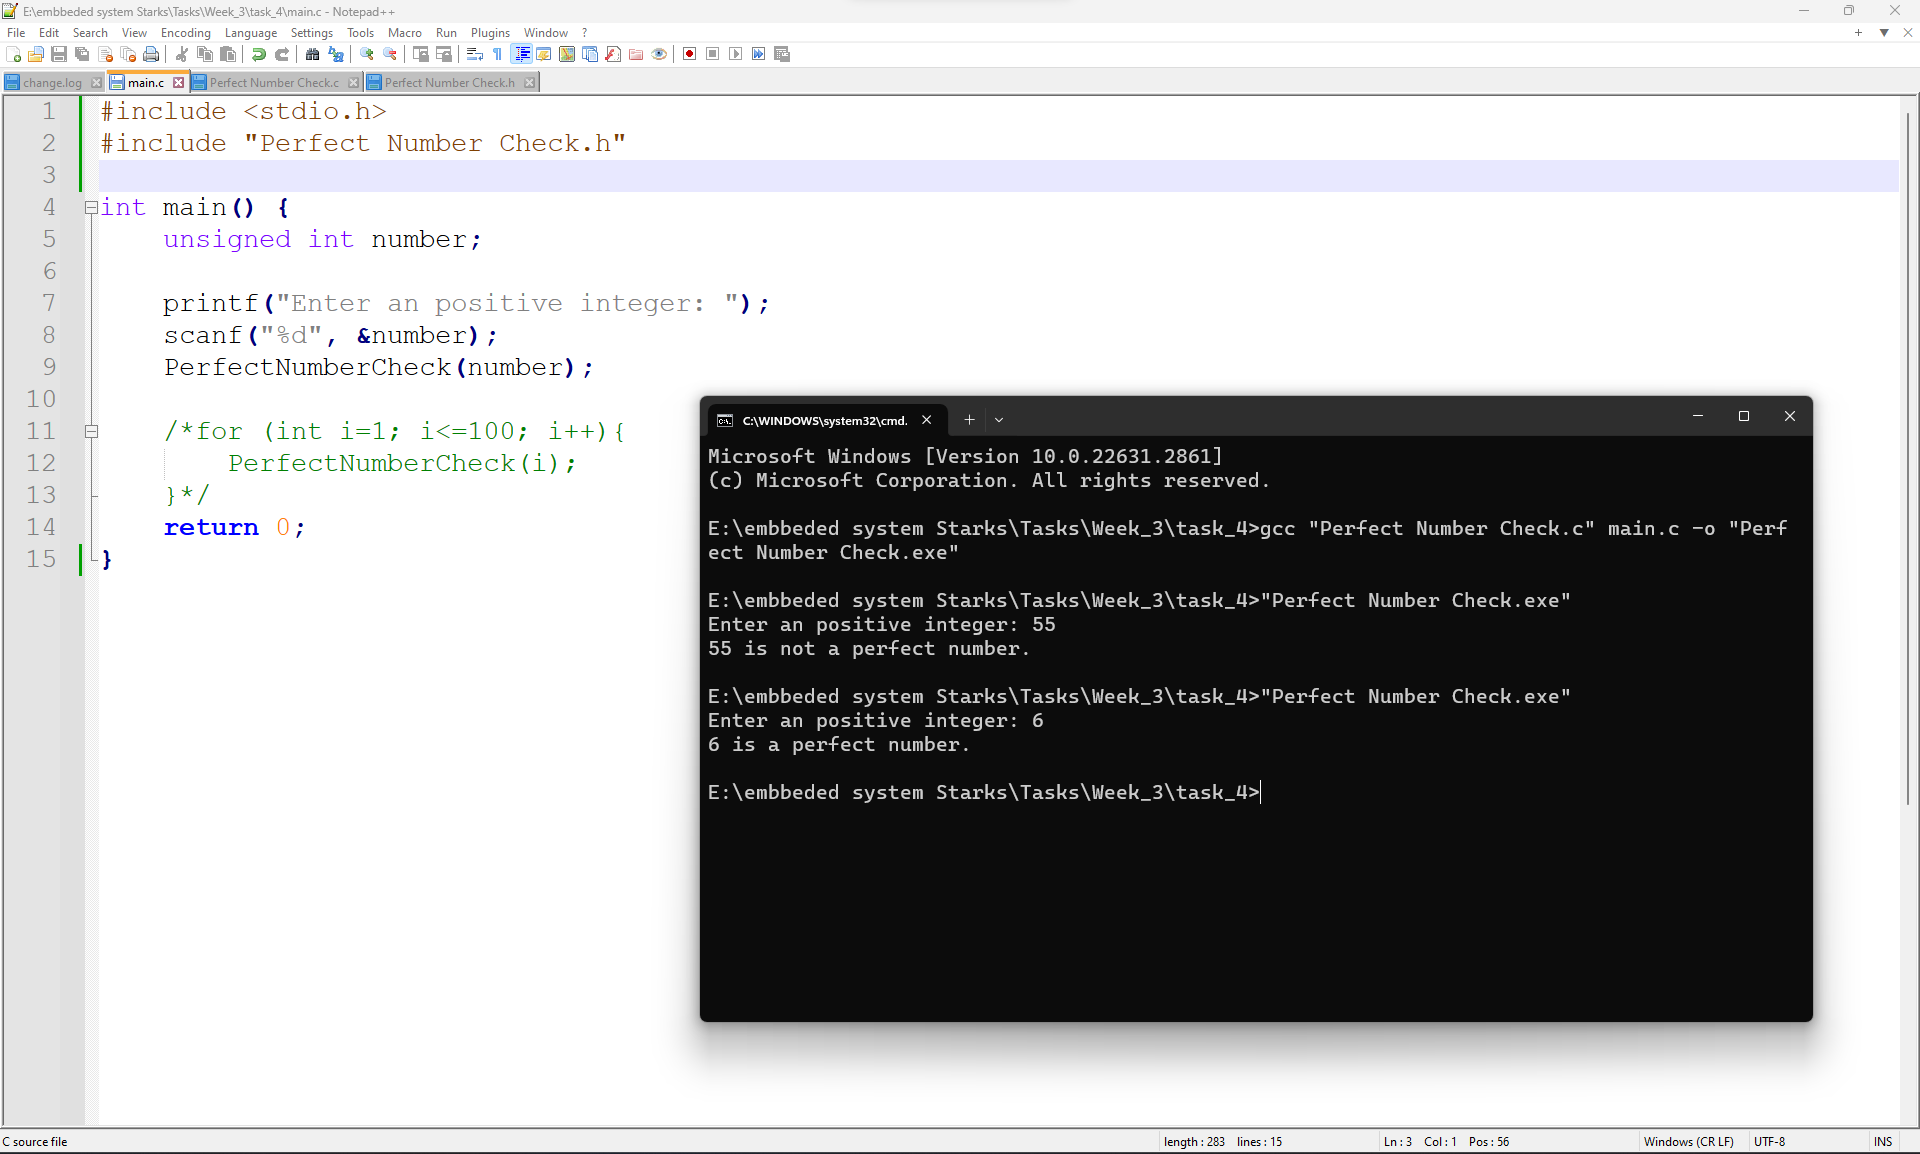 E:\embbeded system Starks\Tasks\Week_3\task_4\main.c - Notepad++
File Edit Search View Encoding Language Settings Tools Macro Run Plugins Window ?
change.log main.c Perfect Number Check.c Perfect Number Check.h
1 #include <stdio.h>
2 #include "Perfect Number Check.h"
3
4 int main() {
5 unsigned int number;
6
7 printf("Enter an positive integer: ");
8 scanf("%d", &number);
9 PerfectNumberCheck(number);
10
11 /*for (int i=1; i<=100; i++){
12 PerfectNumberCheck(i);
13 }*/
14 return 0;
15 }
C:\WINDOWS\system32\cmd.
Microsoft Windows [Version 10.0.22631.2861]
(c) Microsoft Corporation. All rights reserved.
E:\embbeded system Starks\Tasks\Week_3\task_4>gcc "Perfect Number Check.c" main.c -o "Perf
ect Number Check.exe"
E:\embbeded system Starks\Tasks\Week_3\task_4>"Perfect Number Check.exe"
Enter an positive integer: 55
55 is not a perfect number.
E:\embbeded system Starks\Tasks\Week_3\task_4>"Perfect Number Check.exe"
Enter an positive integer: 6
6 is a perfect number.
E:\embbeded system Starks\Tasks\Week_3\task_4>
C source file length : 283 lines : 15 Ln : 3 Col : 1 Pos : 56 Windows (CR LF) UTF-8 INS